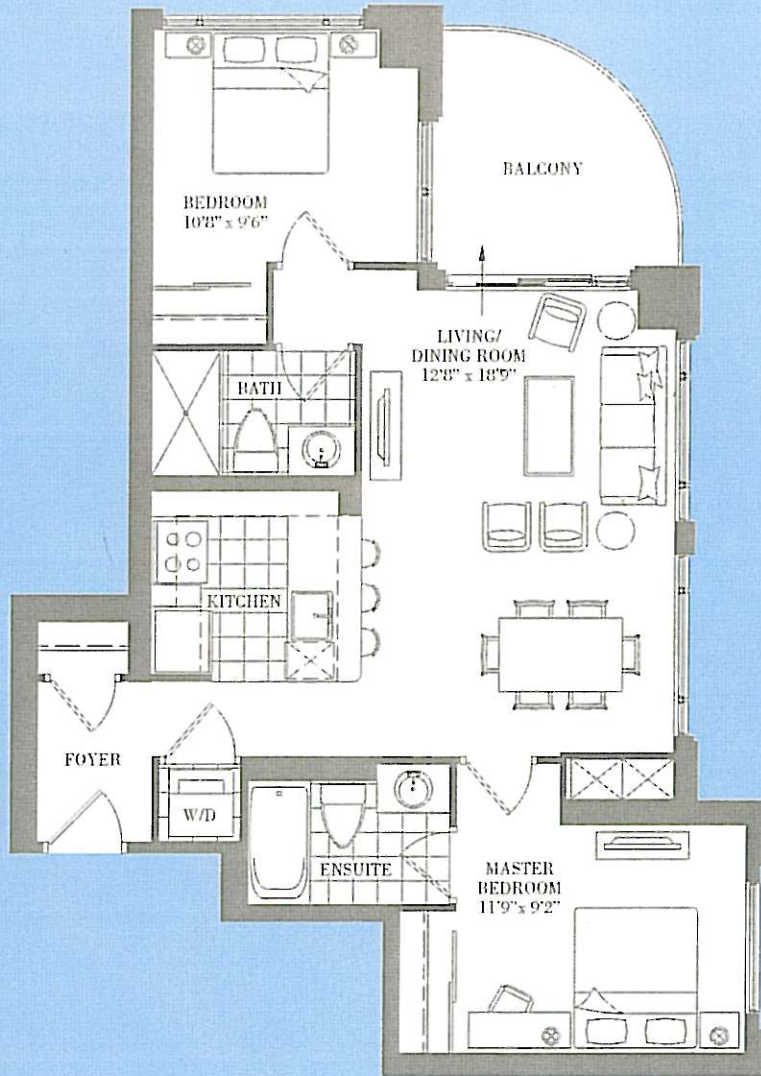 BALCONY
BEDROOM
10'8" x 9'6"
LIVING/
DINING ROOM
12'8" x 18'9"
BATH
KITCHEN
FOYER
W/D
ENSUITE
MASTER
BEDROOM
11'9" x 9'2"